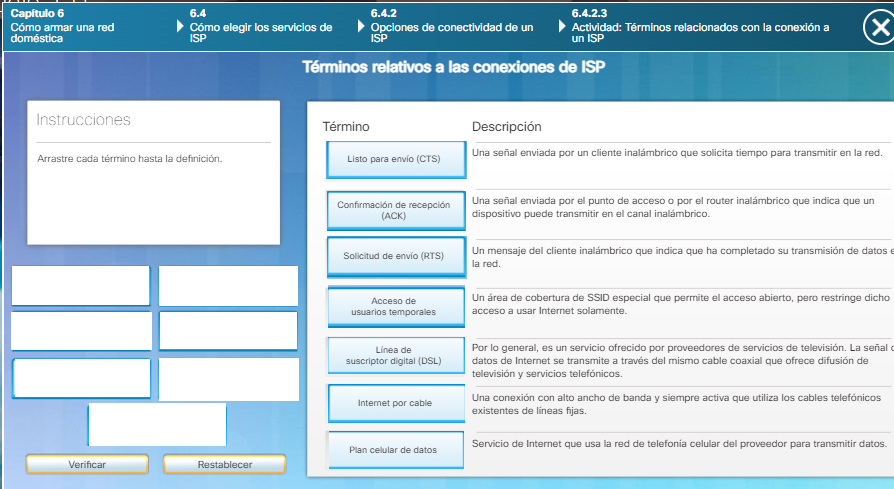 Capítulo 6
Cómo armar una red
doméstica
6.4
Cómo elegir los servicios de
ISP
6.4.2
Opciones de conectividad de un
ISP
6.4.2.3
Actividad: Términos relacionados con la conexión a
un ISP
Términos relativos a las conexiones de ISP
Instrucciones
Arrastre cada término hasta la definición.
Término
Descripción
Listo para envío (CTS)
Una señal enviada por un cliente inalámbrico que solicita tiempo para transmitir en la red.
Confirmación de recepción
(ACK)
Una señal enviada por el punto de acceso o por el router inalámbrico que indica que un
dispositivo puede transmitir en el canal inalámbrico.
Solicitud de envío (RTS)
Un mensaje del cliente inalámbrico que indica que ha completado su transmisión de datos e
la red.
Acceso de
usuarios temporales
Un área de cobertura de SSID especial que permite el acceso abierto, pero restringe dicho
acceso a usar Internet solamente.
Línea de
suscriptor digital (DSL)
Por lo general, es un servicio ofrecido por proveedores de servicios de televisión. La señal
datos de Internet se transmite a través del mismo cable coaxial que ofrece difusión de
televisión y servicios telefónicos.
Internet por cable
Una conexión con alto ancho de banda y siempre activa que utiliza los cables telefónicos
existentes de líneas fijas.
Plan celular de datos
Servicio de Internet que usa la red de telefonía celular del proveedor para transmitir datos.
Verificar
Restablecer